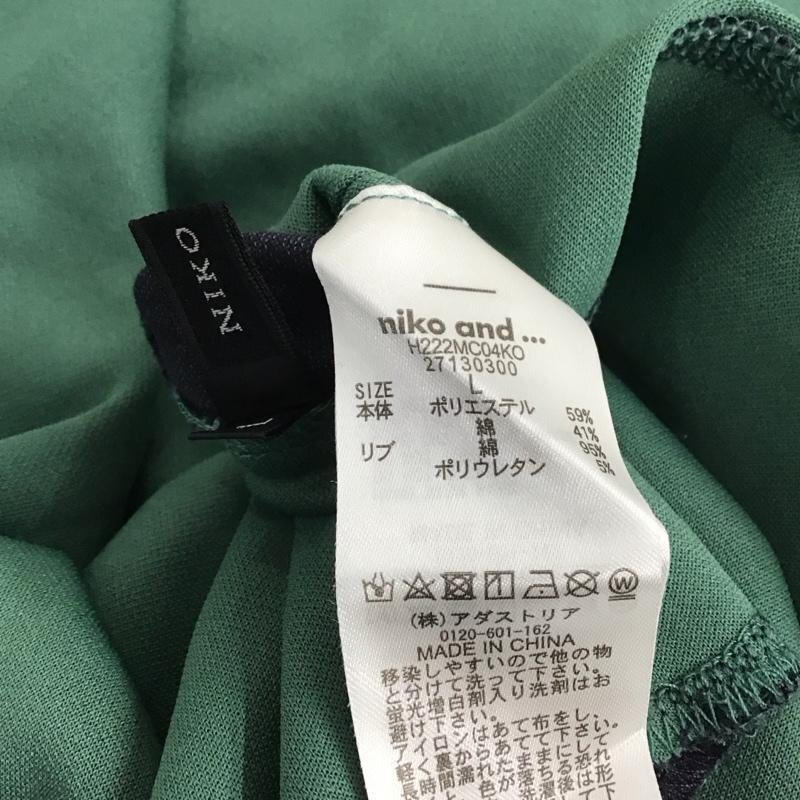 NIKO
niko and ...
H222MC04KO
27130300
SIZE L
本体 ポリエステル 59%
綿 41%
リブ 綿 95%
ポリウレタン 5%
W
(株)アダストリア
0120-601-162
MADE IN CHINA
移染しやすいので他の物
と分けて洗って下さい。
蛍光増白剤入り洗剤はお
避け下さい。
アイロンはあて布をし、